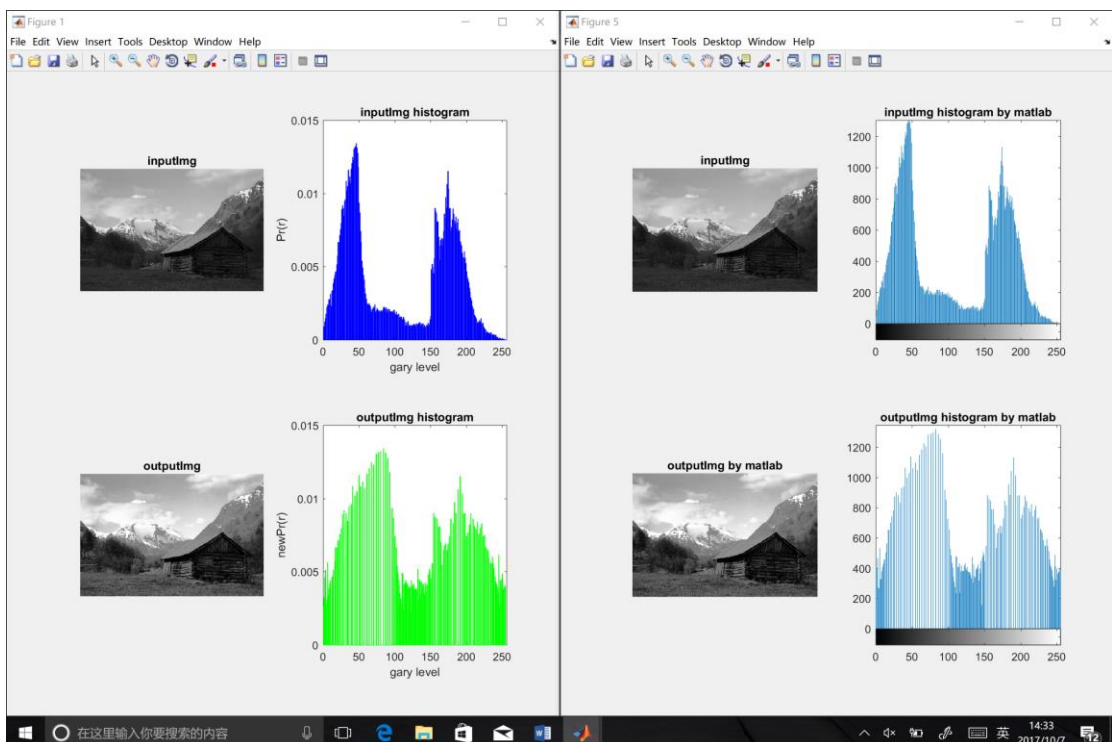 Figure 1
File Edit View Insert Tools Desktop Window Help
inputImg
inputImg histogram
0.015
0.01
0.005
0
Pr(r)
0 50 100 150 200 250
gary level
outputImg
outputImg histogram
0.015
0.01
0.005
0
newPr(r)
0 50 100 150 200 250
gary level
Figure 5
File Edit View Insert Tools Desktop Window Help
inputImg
inputImg histogram by matlab
1200
1000
800
600
400
200
0
0 50 100 150 200 250
outputImg by matlab
outputImg histogram by matlab
1200
1000
800
600
400
200
0
0 50 100 150 200 250
在这里输入你要搜索的内容
英
14:33
2017/10/7
12